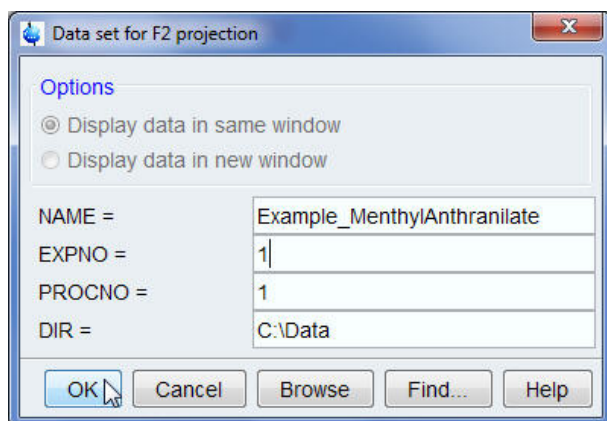 Data set for F2 projection
Options
Display data in same window
Display data in new window
NAME = Example_MenthylAnthranilate
EXPNO = 1
PROCNO = 1
DIR = C:\Data
OK Cancel Browse Find... Help